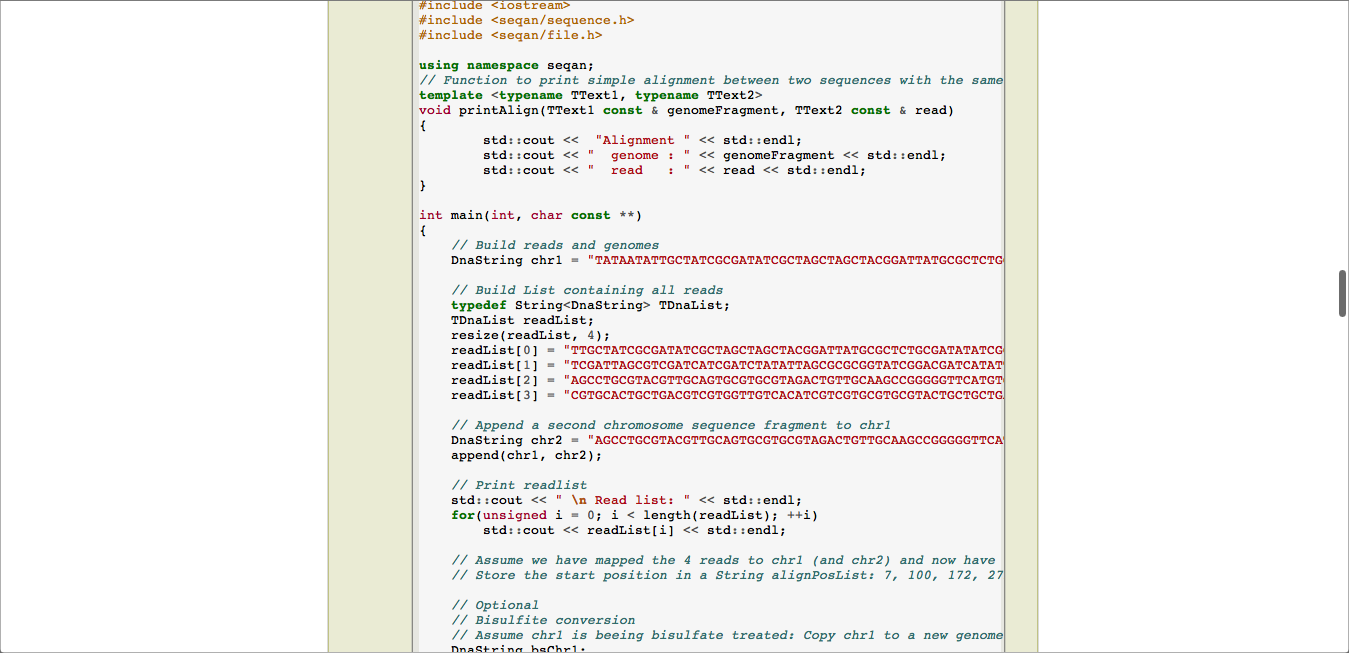 #include <iostream>
#include <seqan/sequence.h>
#include <seqan/file.h>
using namespace seqan;
// Function to print simple alignment between two sequences with the same
template <typename TText1, typename TText2>
void printAlign(TText1 const & genomeFragment, TText2 const & read)
{
std::cout <<  "Alignment " << std::endl;
std::cout << "  genome : " << genomeFragment << std::endl;
std::cout << "  read   : " << read << std::endl;
}
int main(int, char const **)
{
// Build reads and genomes
DnaString chr1 = "TATAATATTGCTATCGCGATATCGCTAGCTAGCTACGGATTATGCGCTCTG
// Build List containing all reads
typedef String<DnaString> TDnaList;
TDnaList readList;
resize(readList, 4);
readList[0] = "TTGCTATCGCGATATCGCTAGCTAGCTACGGATTATGCGCTCTGCGATATATCG
readList[1] = "TCGATTAGCGTCGATCATCGATCTATATTAGCGCGCGGTATCGGACGATCATAT
readList[2] = "AGCCTGCGTACGTTGCAGTGCGTGCGTAGACTGTTGCAAGCCGGGGGTTCATGT
readList[3] = "CGTGCACTGCTGACGTCGTGGTTGTCACATCGTCGTGCGTGCGTACTGCTGCTG
// Append a second chromosome sequence fragment to chr1
DnaString chr2 = "AGCCTGCGTACGTTGCAGTGCGTGCGTAGACTGTTGCAAGCCGGGGGTTCA
append(chr1, chr2);
// Print readlist
std::cout << " \n Read list: " << std::endl;
for(unsigned i = 0; i < length(readList); ++i)
std::cout << readList[i] << std::endl;
// Assume we have mapped the 4 reads to chr1 (and chr2) and now have
// Store the start position in a String alignPosList: 7, 100, 172, 27
// Optional
// Bisulfite conversion
// Assume chr1 is beeing bisulfate treated: Copy chr1 to a new genome
DnaString bsChr1;